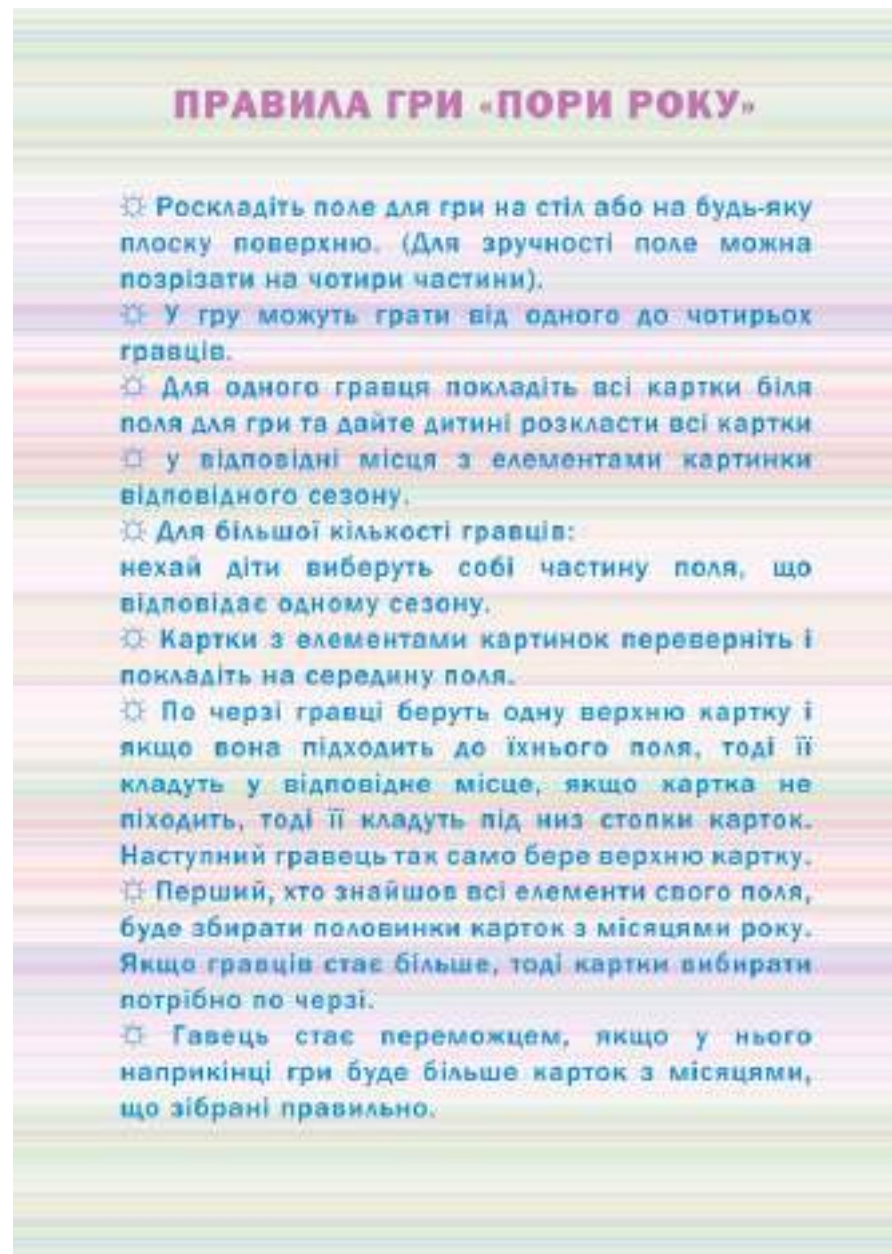 ПРАВИЛА ГРИ «ПОРИ РОКУ»
☼ Роскладіть поле для гри на стіл або на будь-яку
плоску поверхню. (Для зручності поле можна
позрізати на чотири частини).
☼ У гру можуть грати від одного до чотирьох
гравців.
☼ Для одного гравця покладіть всі картки біля
поля для гри та дайте дитині розкласти всі картки
☼ у відповідні місця з елементами картинки
відповідного сезону.
☼ Для більшої кількості гравців:
нехай діти виберуть собі частину поля, що
відповідає одному сезону.
☼ Картки з елементами картинок переверніть і
покладіть на середину поля.
☼ По черзі гравці беруть одну верхню картку і
якщо вона підходить до їхнього поля, тоді її
кладуть у відповідне місце, якщо картка не
піходить, тоді її кладуть під низ стопки карток.
Наступний гравець так само бере верхню картку.
☼ Перший, хто знайшов всі елементи свого поля,
буде збирати половинки карток з місяцями року.
Якщо гравців стає більше, тоді картки вибирати
потрібно по черзі.
☼ Гавець стає переможцем, якщо у нього
наприкінці гри буде більше карток з місяцями,
що зібрані правильно.